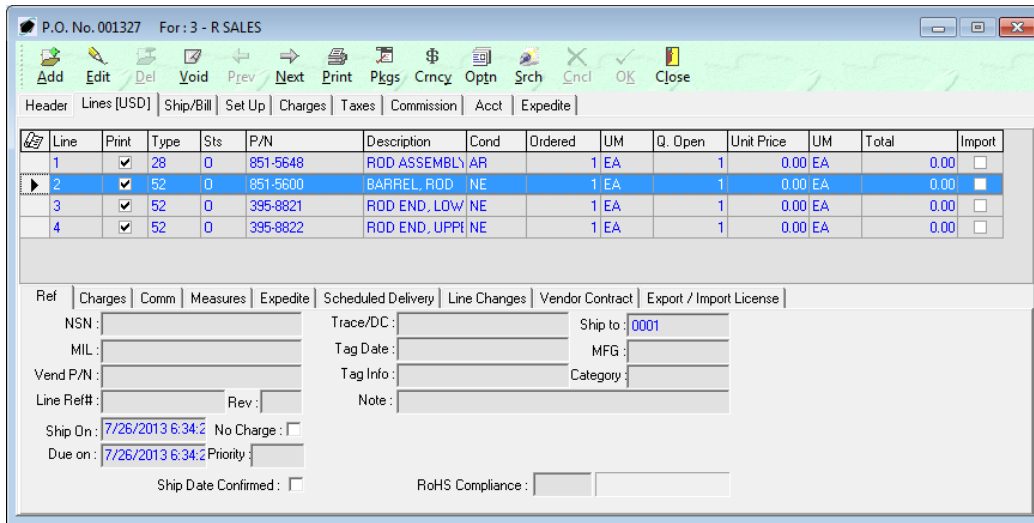 P.O. No. 001327 For : 3 - R SALES
Add Edit Del Void Prev Next Print Pkgs Crncy Optn Srch Cncl OK Close
Header Lines [USD] Ship/Bill Set Up Charges Taxes Commission Acct Expedite
Line Print Type Sts P/N Description Cond Ordered UM Q. Open Unit Price UM Total Import
1 28 O 851-5648 ROD ASSEMBLY AR 1 EA 1 0.00 EA 0.00
2 52 O 851-5600 BARREL, ROD NE 1 EA 1 0.00 EA 0.00
3 52 O 395-8821 ROD END, LOW NE 1 EA 1 0.00 EA 0.00
4 52 O 395-8822 ROD END, UPPE NE 1 EA 1 0.00 EA 0.00
Ref Charges Comm Measures Expedite Scheduled Delivery Line Changes Vendor Contract Export / Import License
NSN : Trace/DC : Ship to : 0001
MIL : Tag Date : MFG :
Vend P/N : Tag Info : Category :
Line Ref# : Rev : Note :
Ship On : 7/26/2013 6:34:2 No Charge :
Due on : 7/26/2013 6:34:2 Priority :
Ship Date Confirmed : RoHS Compliance :